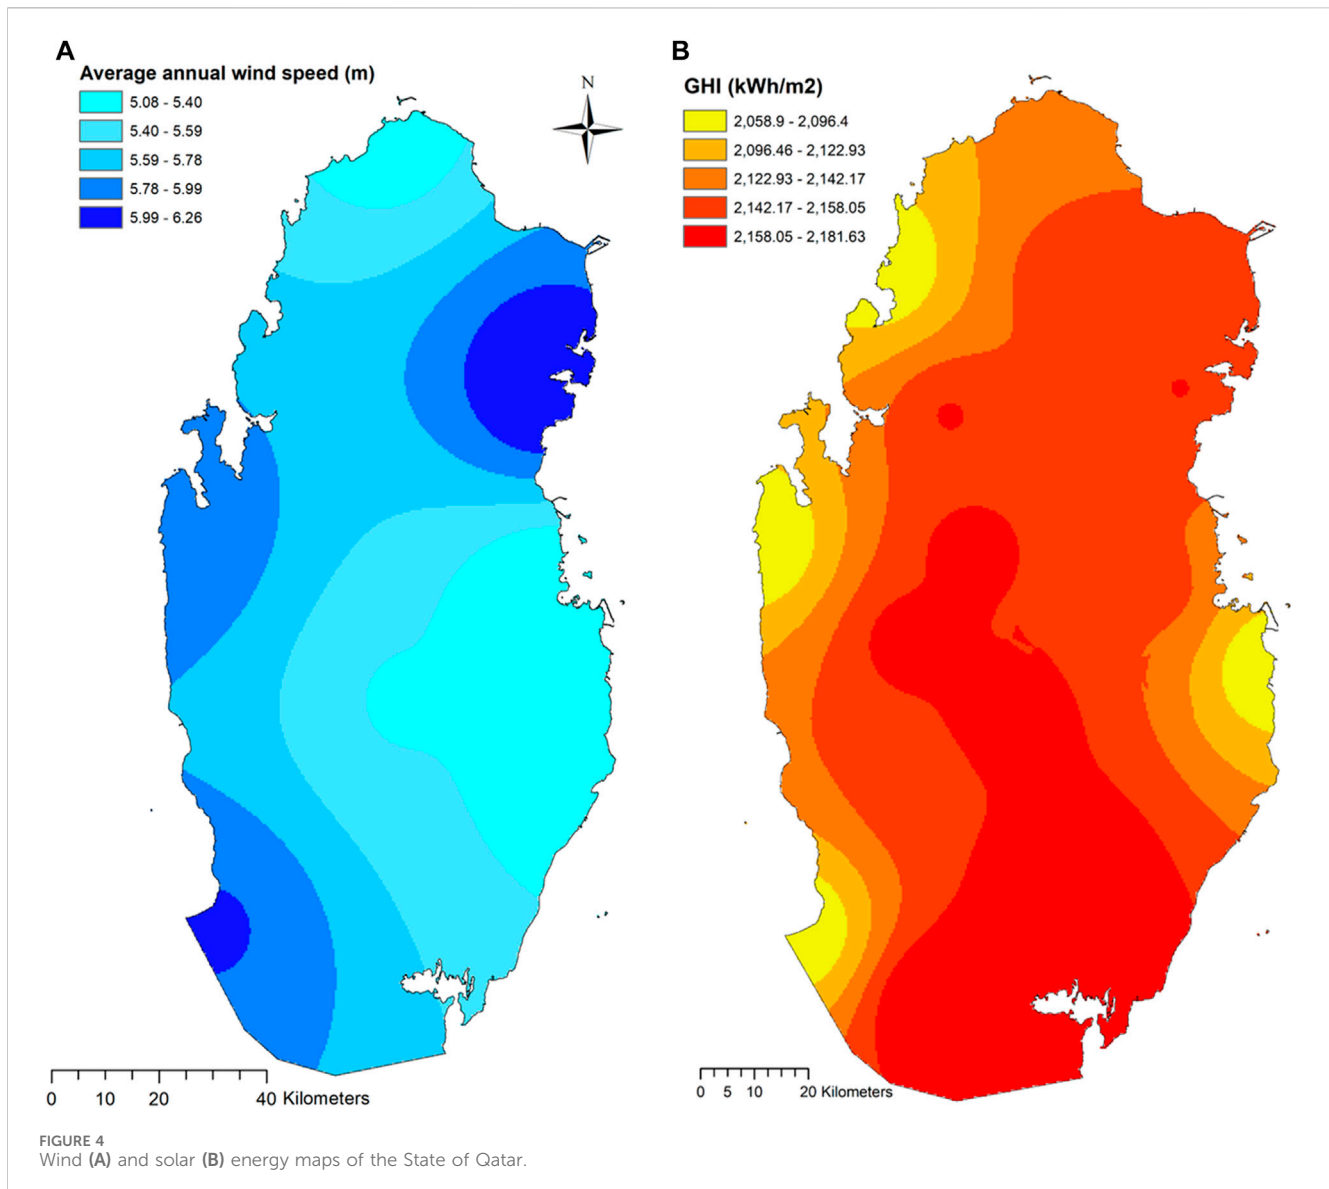 A
Average annual wind speed (m)
5.08 - 5.40
5.40 - 5.59
5.59 - 5.78
5.78 - 5.99
5.99 - 6.26
N
0 10 20 40 Kilometers
B
GHI (kWh/m2)
2,058.9 - 2,096.4
2,096.46 - 2,122.93
2,122.93 - 2,142.17
2,142.17 - 2,158.05
2,158.05 - 2,181.63
0 5 10 20 Kilometers
FIGURE 4
Wind (A) and solar (B) energy maps of the State of Qatar.